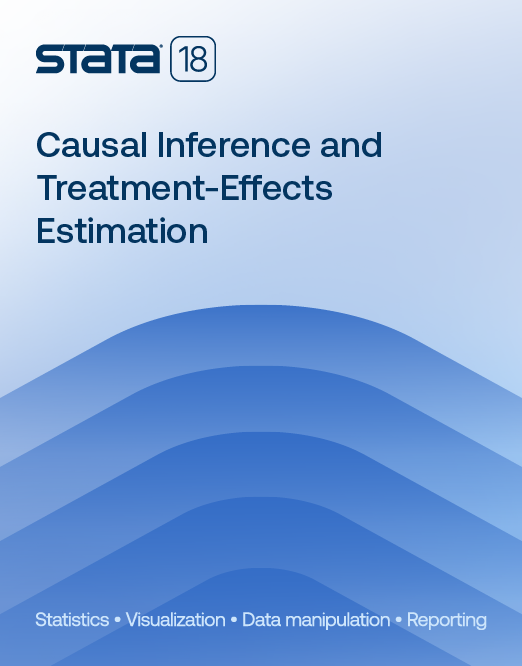 stata 18
Causal Inference and
Treatment-Effects
Estimation
Statistics • Visualization • Data manipulation • Reporting